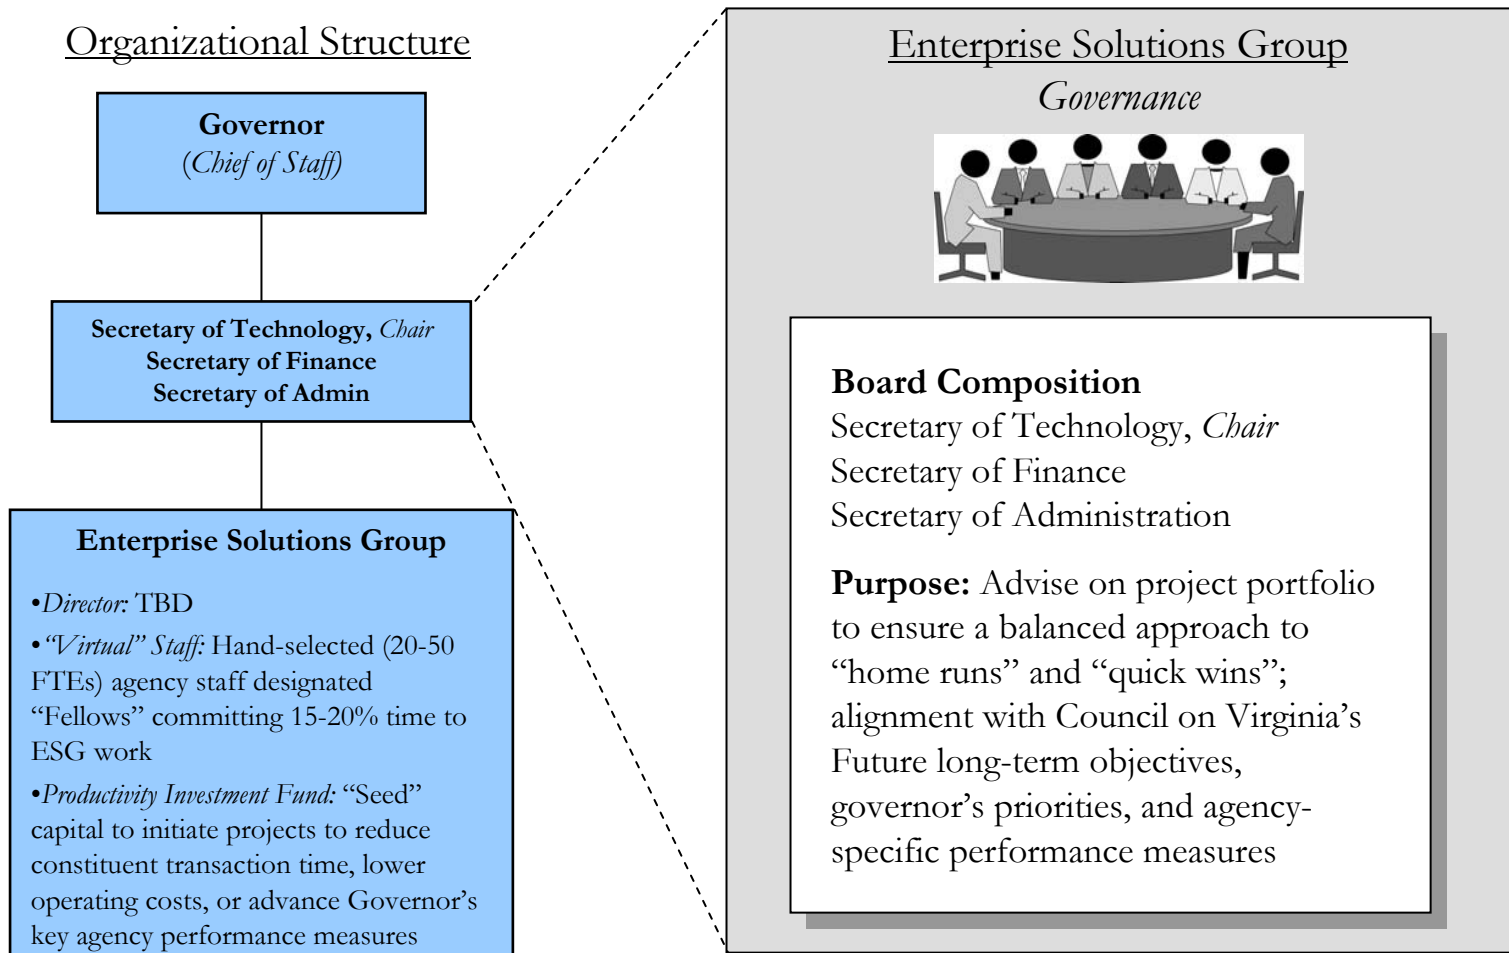 Organizational Structure
Governor
(Chief of Staff)
Secretary of Technology, Chair
Secretary of Finance
Secretary of Admin
Enterprise Solutions Group
•Director: TBD
•“Virtual” Staff: Hand-selected (20-50
FTEs) agency staff designated
“Fellows” committing 15-20% time to
ESG work
•Productivity Investment Fund: “Seed”
capital to initiate projects to reduce
constituent transaction time, lower
operating costs, or advance Governor’s
key agency performance measures
Enterprise Solutions Group
Governance
Board Composition
Secretary of Technology, Chair
Secretary of Finance
Secretary of Administration
Purpose: Advise on project portfolio
to ensure a balanced approach to
“home runs” and “quick wins”;
alignment with Council on Virginia’s
Future long-term objectives,
governor’s priorities, and agency-
specific performance measures